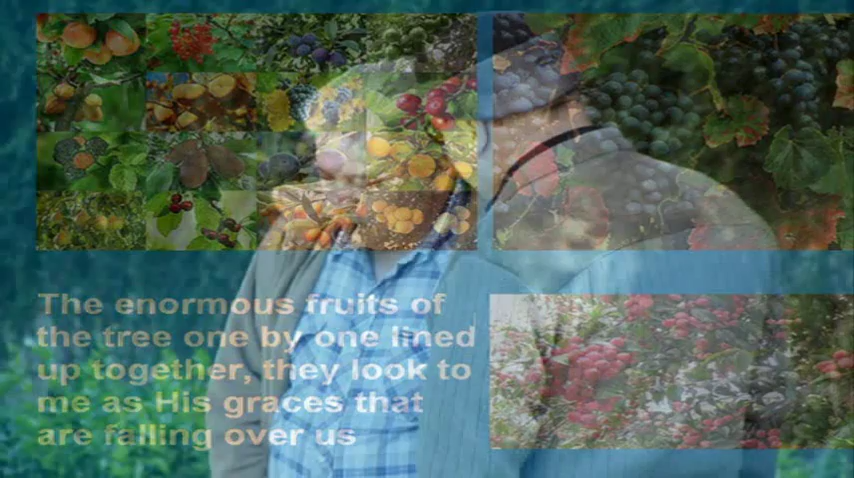 The enormous fruits of
the tree one by one lined
up together, they look to
me as His graces that
are falling over us